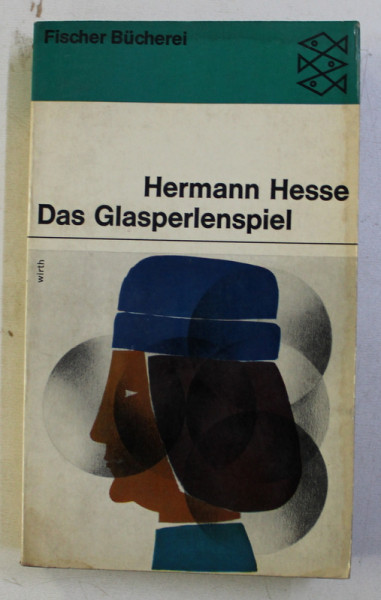 Fischer Bücherei
Hermann Hesse
Das Glasperlenspiel
wirth